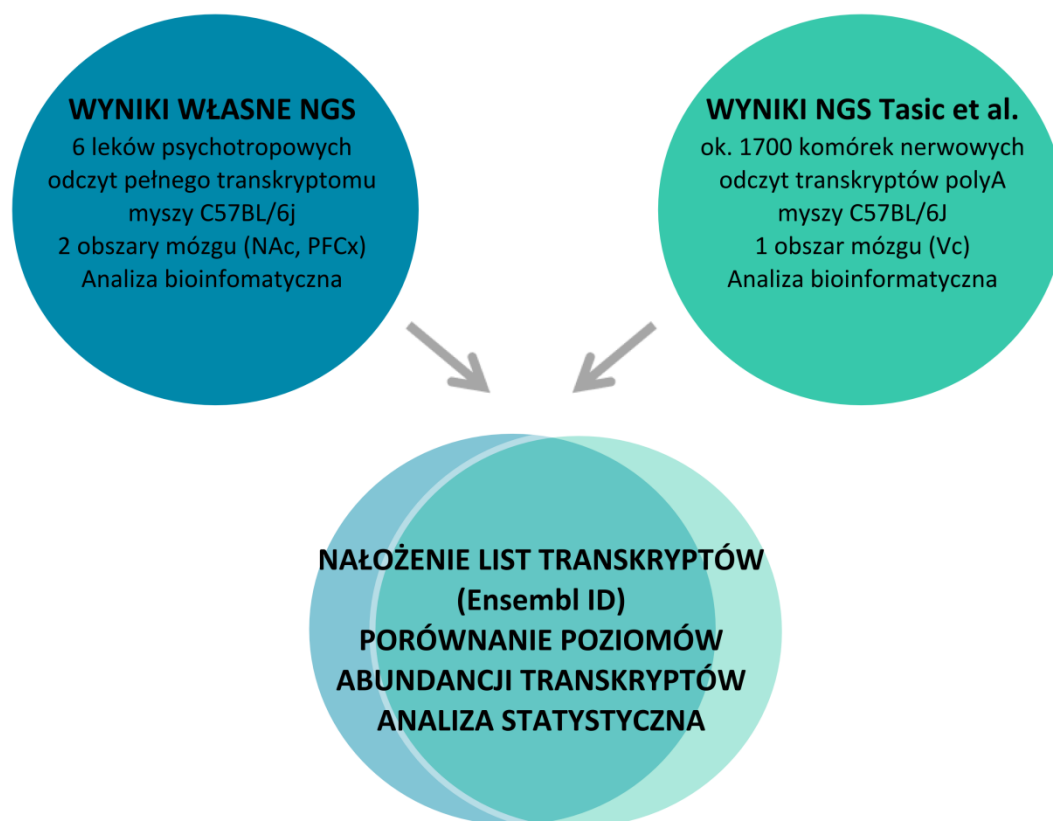 WYNIKI WŁASNE NGS
6 leków psychotropowych
odczyt pełnego transkryptomu
myszy C57BL/6j
2 obszary mózgu (NAc, PFCx)
Analiza bioinfomatyczna
WYNIKI NGS Tasic et al.
ok. 1700 komórek nerwowych
odczyt transkryptów polyA
myszy C57BL/6J
1 obszar mózgu (Vc)
Analiza bioinformatyczna
NAŁOŻENIE LIST TRANSKRYPTÓW
(Ensembl ID)
PORÓWNANIE POZIOMÓW
ABUNDANCJI TRANSKRYPTÓW
ANALIZA STATYSTYCZNA